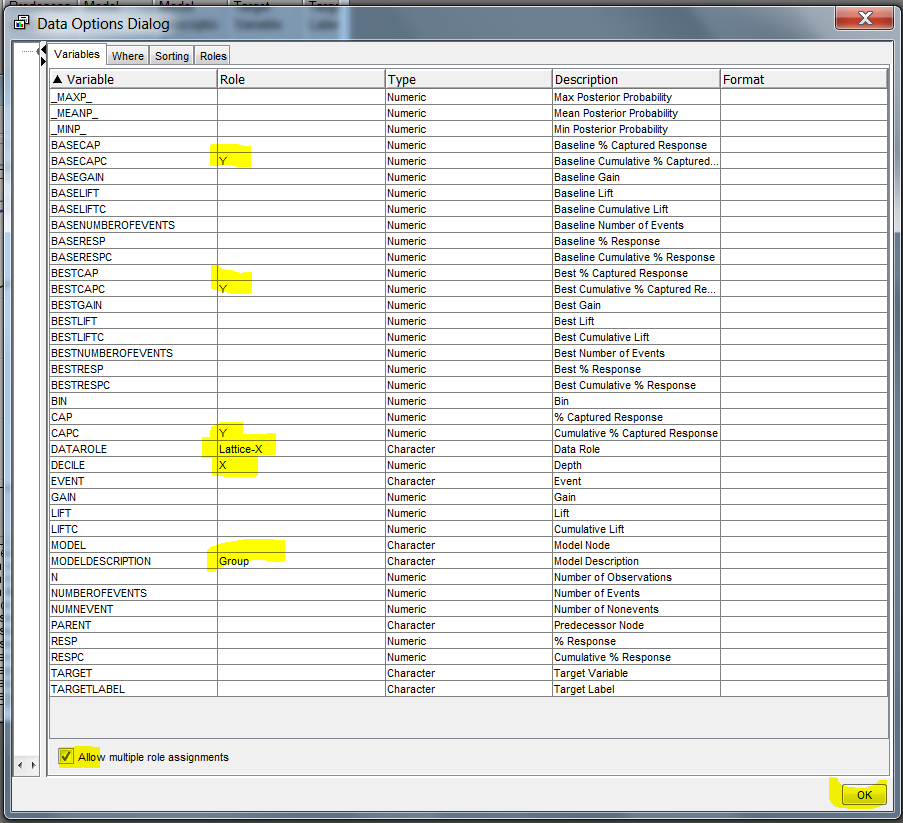 Data Options Dialog
Variables Where Sorting Roles
▲ Variable Role Type Description Format
_MAXP_ Numeric Max Posterior Probability
_MEANP_ Numeric Mean Posterior Probability
_MINP_ Numeric Min Posterior Probability
BASECAP Numeric Baseline % Captured Response
BASECAPC Y Numeric Baseline Cumulative % Captured...
BASEGAIN Numeric Baseline Gain
BASELIFT Numeric Baseline Lift
BASELIFTC Numeric Baseline Cumulative Lift
BASENUMBEROFEVENTS Numeric Baseline Number of Events
BASERESP Numeric Baseline % Response
BASERESPC Numeric Baseline Cumulative % Response
BESTCAP Numeric Best % Captured Response
BESTCAPC Y Numeric Best Cumulative % Captured Re...
BESTGAIN Numeric Best Gain
BESTLIFT Numeric Best Lift
BESTLIFTC Numeric Best Cumulative Lift
BESTNUMBEROFEVENTS Numeric Best Number of Events
BESTRESP Numeric Best % Response
BESTRESPC Numeric Best Cumulative % Response
BIN Numeric Bin
CAP Numeric % Captured Response
CAPC Y Numeric Cumulative % Captured Response
DATAROLE Lattice-X Character Data Role
DECILE X Numeric Depth
EVENT Character Event
GAIN Numeric Gain
LIFT Numeric Lift
LIFTC Numeric Cumulative Lift
MODEL Character Model Node
MODELDESCRIPTION Group Character Model Description
N Numeric Number of Observations
NUMBEROFEVENTS Numeric Number of Events
NUMNEVENT Numeric Number of Nonevents
PARENT Character Predecessor Node
RESP Numeric % Response
RESPC Numeric Cumulative % Response
TARGET Character Target Variable
TARGETLABEL Character Target Label
Allow multiple role assignments
OK